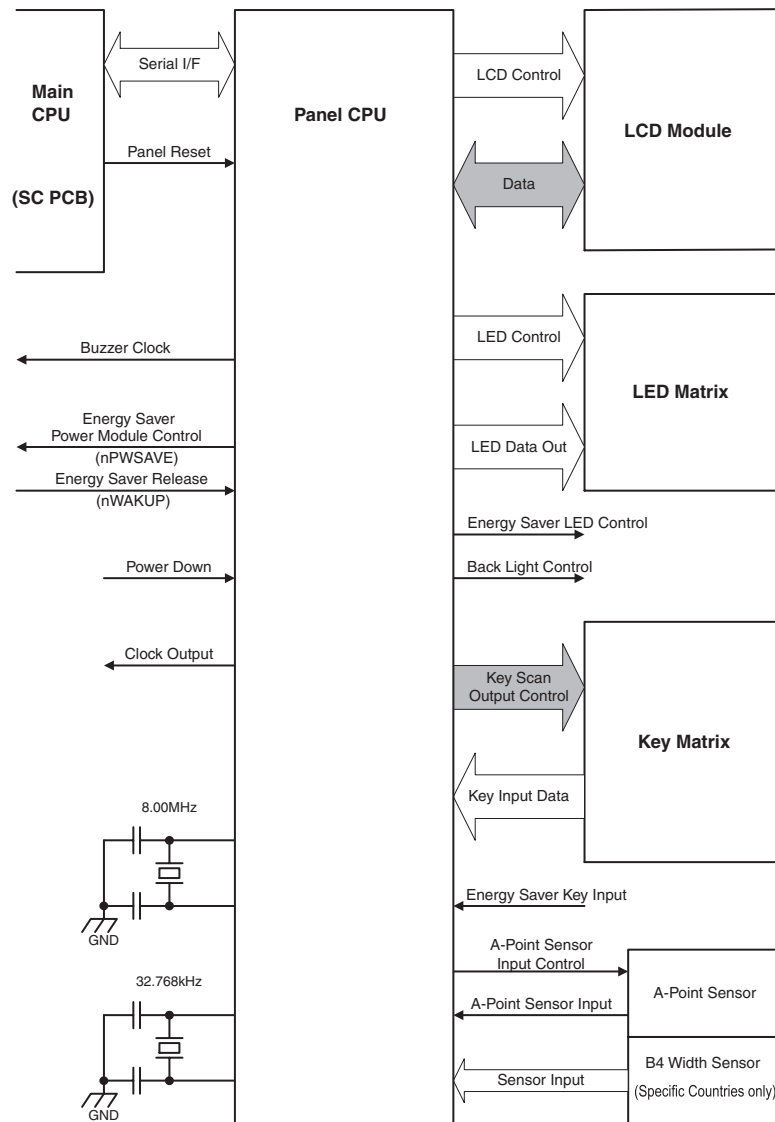 Main
CPU
(SC PCB)
Serial I/F
Panel Reset
Panel CPU
LCD Control
Data
LCD Module
Buzzer Clock
Energy Saver
Power Module Control
(nPWSAVE)
Energy Saver Release
(nWAKUP)
Power Down
Clock Output
LED Control
LED Data Out
LED Matrix
Energy Saver LED Control
Back Light Control
Key Scan
Output Control
Key Input Data
Key Matrix
8.00MHz
GND
Energy Saver Key Input
A-Point Sensor
Input Control
A-Point Sensor Input
A-Point Sensor
32.768kHz
GND
Sensor Input
B4 Width Sensor
(Specific Countries only)